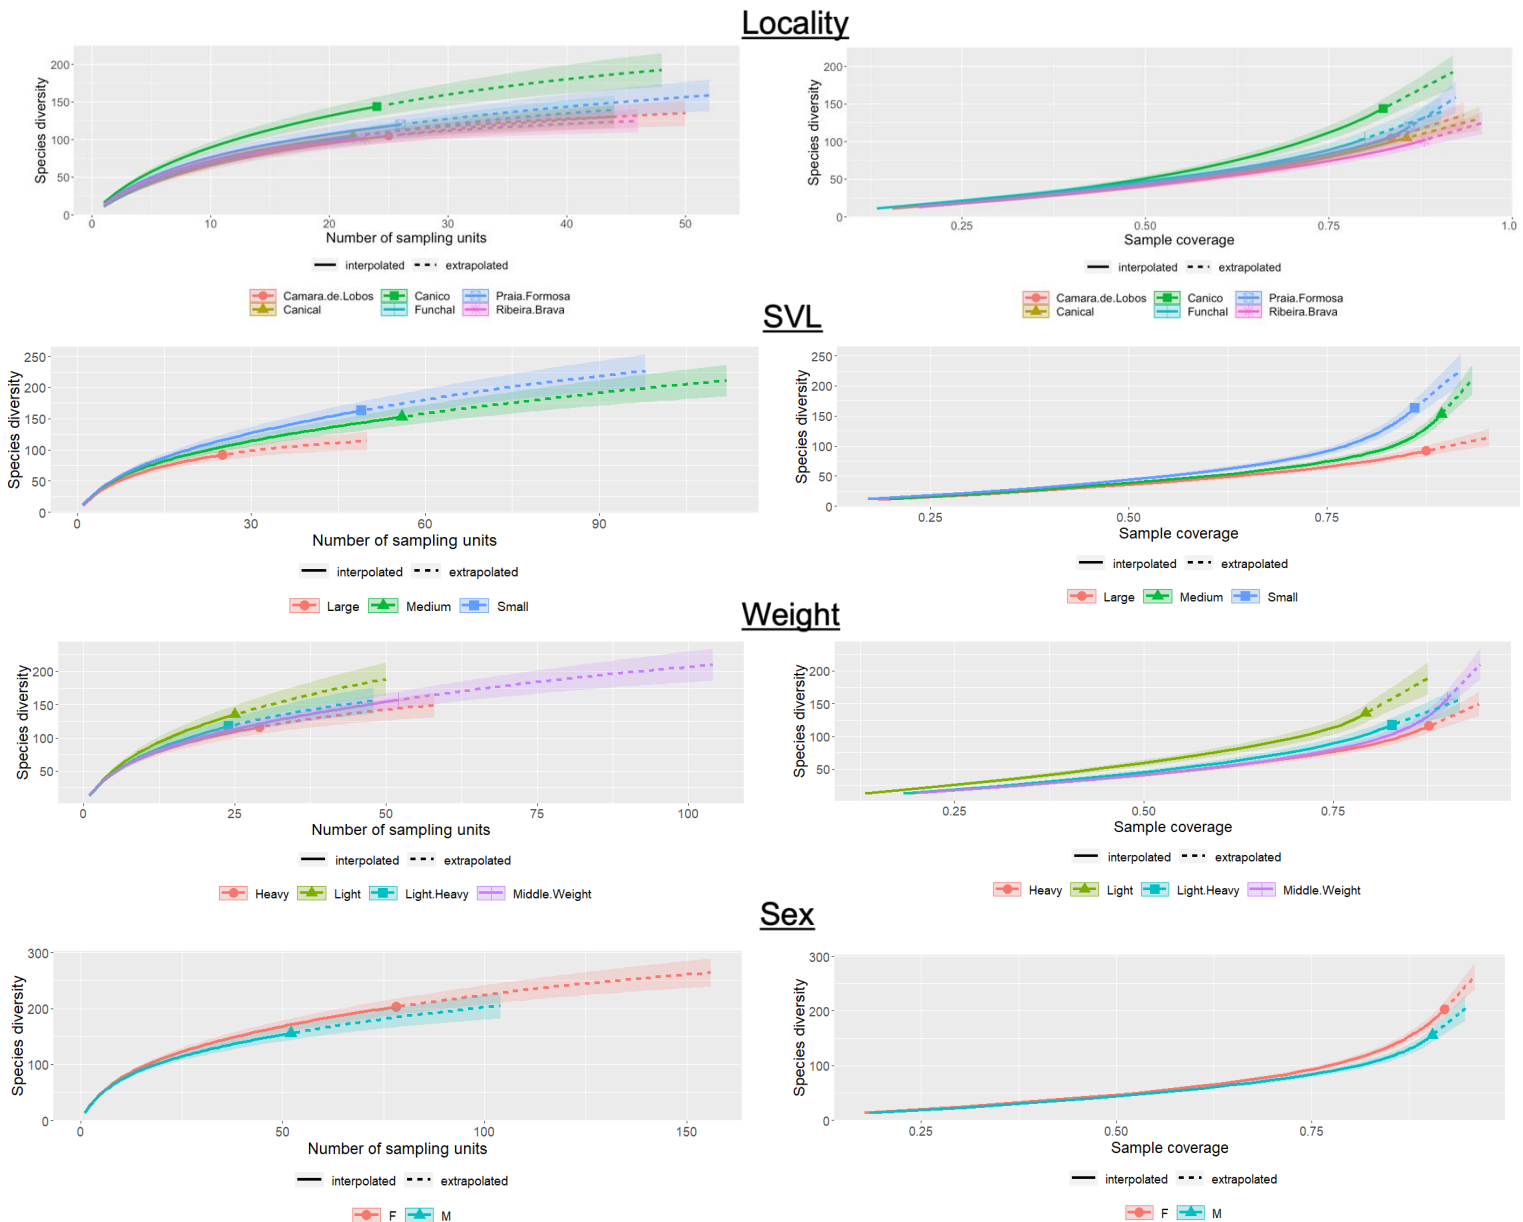 Locality
Species diversity
200
150
100
50
0
0 10 20 30 40 50
Number of sampling units
interpolated extrapolated
Camara.de.Lobos Canico Praia.Formosa
Canical Funchal Ribeira.Brava
Species diversity
200
150
100
50
0
0.25 0.50 0.75 1.0
Sample coverage
interpolated extrapolated
Camara.de.Lobos Canico Praia.Formosa
Canical Funchal Ribeira.Brava
SVL
Species diversity
250
200
150
100
50
0
0 30 60 90
Number of sampling units
interpolated extrapolated
Large Medium Small
Species diversity
250
200
150
100
50
0
0.25 0.50 0.75
Sample coverage
interpolated extrapolated
Large Medium Small
Weight
Species diversity
200
150
100
50
0 25 50 75 100
Number of sampling units
interpolated extrapolated
Heavy Light Light.Heavy Middle.Weight
Species diversity
200
150
100
50
0.25 0.50 0.75
Sample coverage
interpolated extrapolated
Heavy Light Light.Heavy Middle.Weight
Sex
Species diversity
300
200
100
0
0 50 100 150
Number of sampling units
interpolated extrapolated
F M
Species diversity
300
200
150
100
0
0.25 0.50 0.75
Sample coverage
interpolated extrapolated
F M